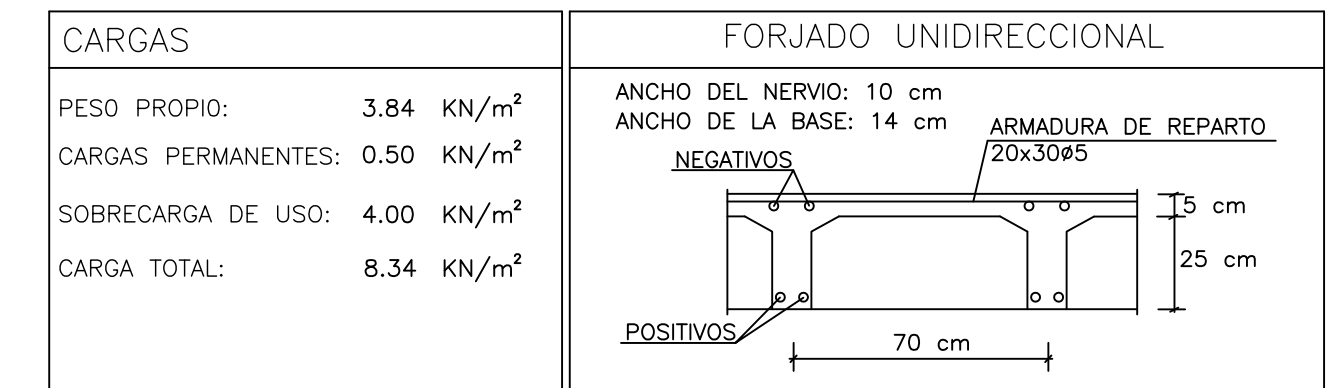 CARGAS
PESO PROPIO: 3.84 KN/m²
CARGAS PERMANENTES: 0.50 KN/m²
SOBRECARGA DE USO: 4.00 KN/m²
CARGA TOTAL: 8.34 KN/m²
FORJADO UNIDIRECCIONAL
ANCHO DEL NERVIO: 10 cm
ANCHO DE LA BASE: 14 cm
ARMADURA DE REPARTO
20x30ø5
NEGATIVOS
5 cm
25 cm
POSITIVOS
70 cm